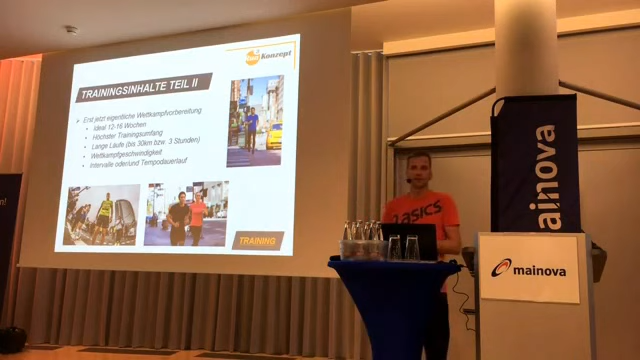 Konzept
TRAININGSINHALTE TEIL II
Erst jetzt eigentliche Wettkampfvorbereitung
Ideal 12-16 Wochen
Höchster Trainingsumfang
Lange Läufe (bis 30km bzw. 3 Stunden)
Wettkampfgeschwindigkeit
Intervalle oder/und Tempodauerlauf
TRAINING
asics
ainova
mainova